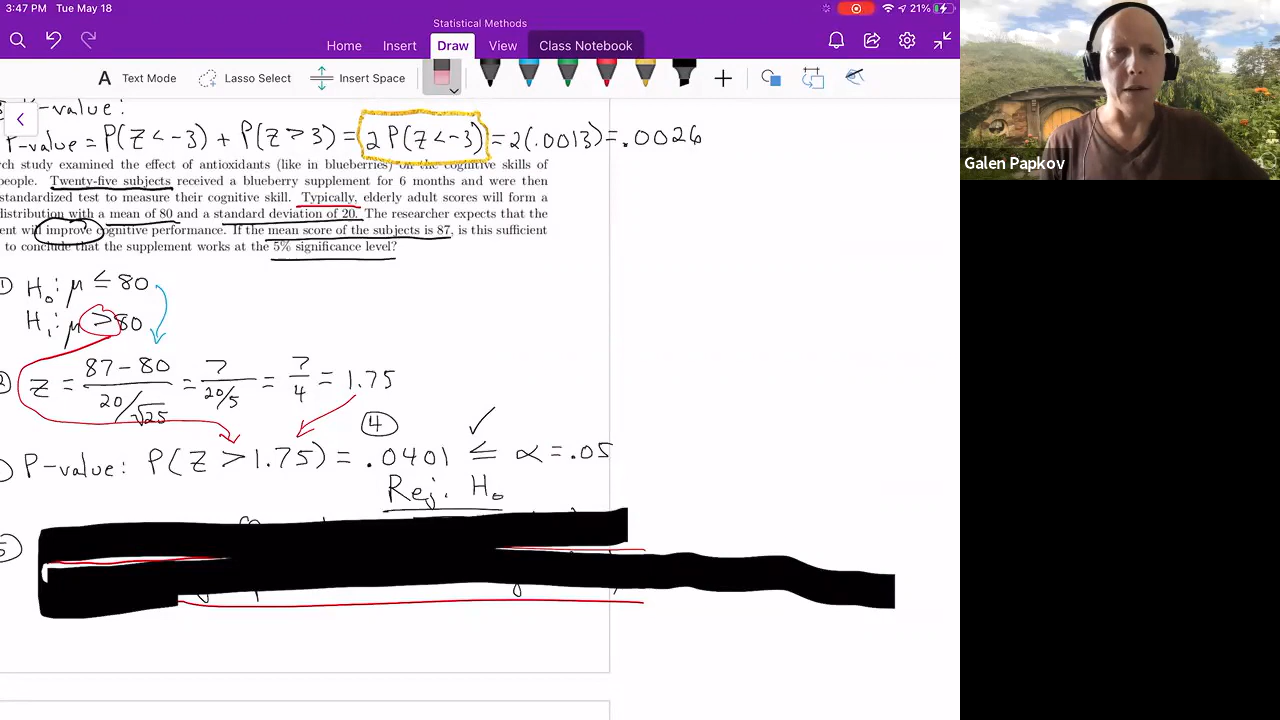 3:47 PM Tue May 18
21%
Statistical Methods
Home Insert Draw View Class Notebook
Text Mode Lasso Select Insert Space
P-value:
P-value = P(Z < -3) + P(Z > 3) = 2 P(Z < -3) = 2(.0013) = .0026
rch study examined the effect of antioxidants (like in blueberries) on the cognitive skills of
people. Twenty-five subjects received a blueberry supplement for 6 months and were then
standardized test to measure their cognitive skill. Typically, elderly adult scores will form a
distribution with a mean of 80 and a standard deviation of 20. The researcher expects that the
ent will improve cognitive performance. If the mean score of the subjects is 87, is this sufficient
to conclude that the supplement works at the 5% significance level?
① H₀: μ ≤ 80
H₁: μ > 80
② z = (87 - 80)/(20/√25) = 7/(20/5) = 7/4 = 1.75
④ ✓
P-value: P(Z > 1.75) = .0401 ≤ α = .05
Rej. H₀
⑤
Galen Papkov